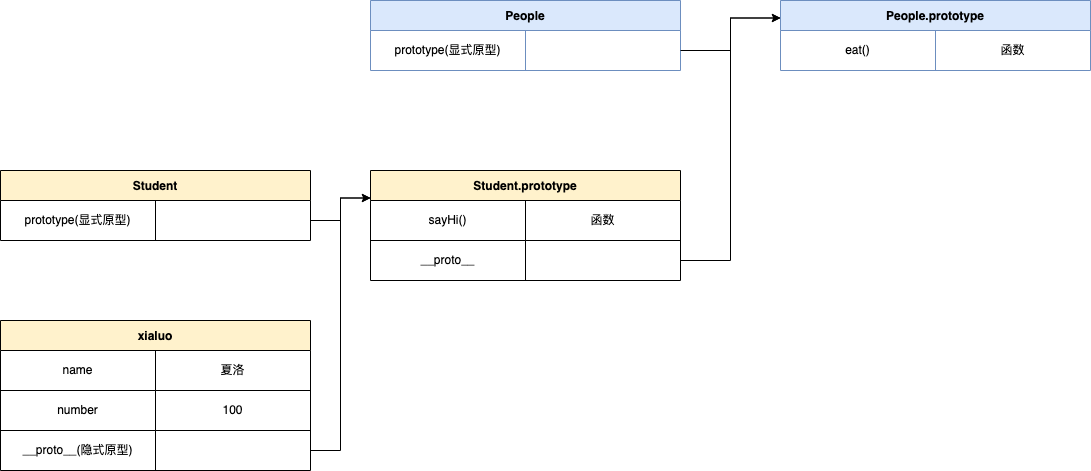 People
prototype(显式原型)
People.prototype
eat()
函数
Student
prototype(显式原型)
Student.prototype
sayHi()
函数
__proto__
xialuo
name
夏洛
number
100
__proto__(隐式原型)